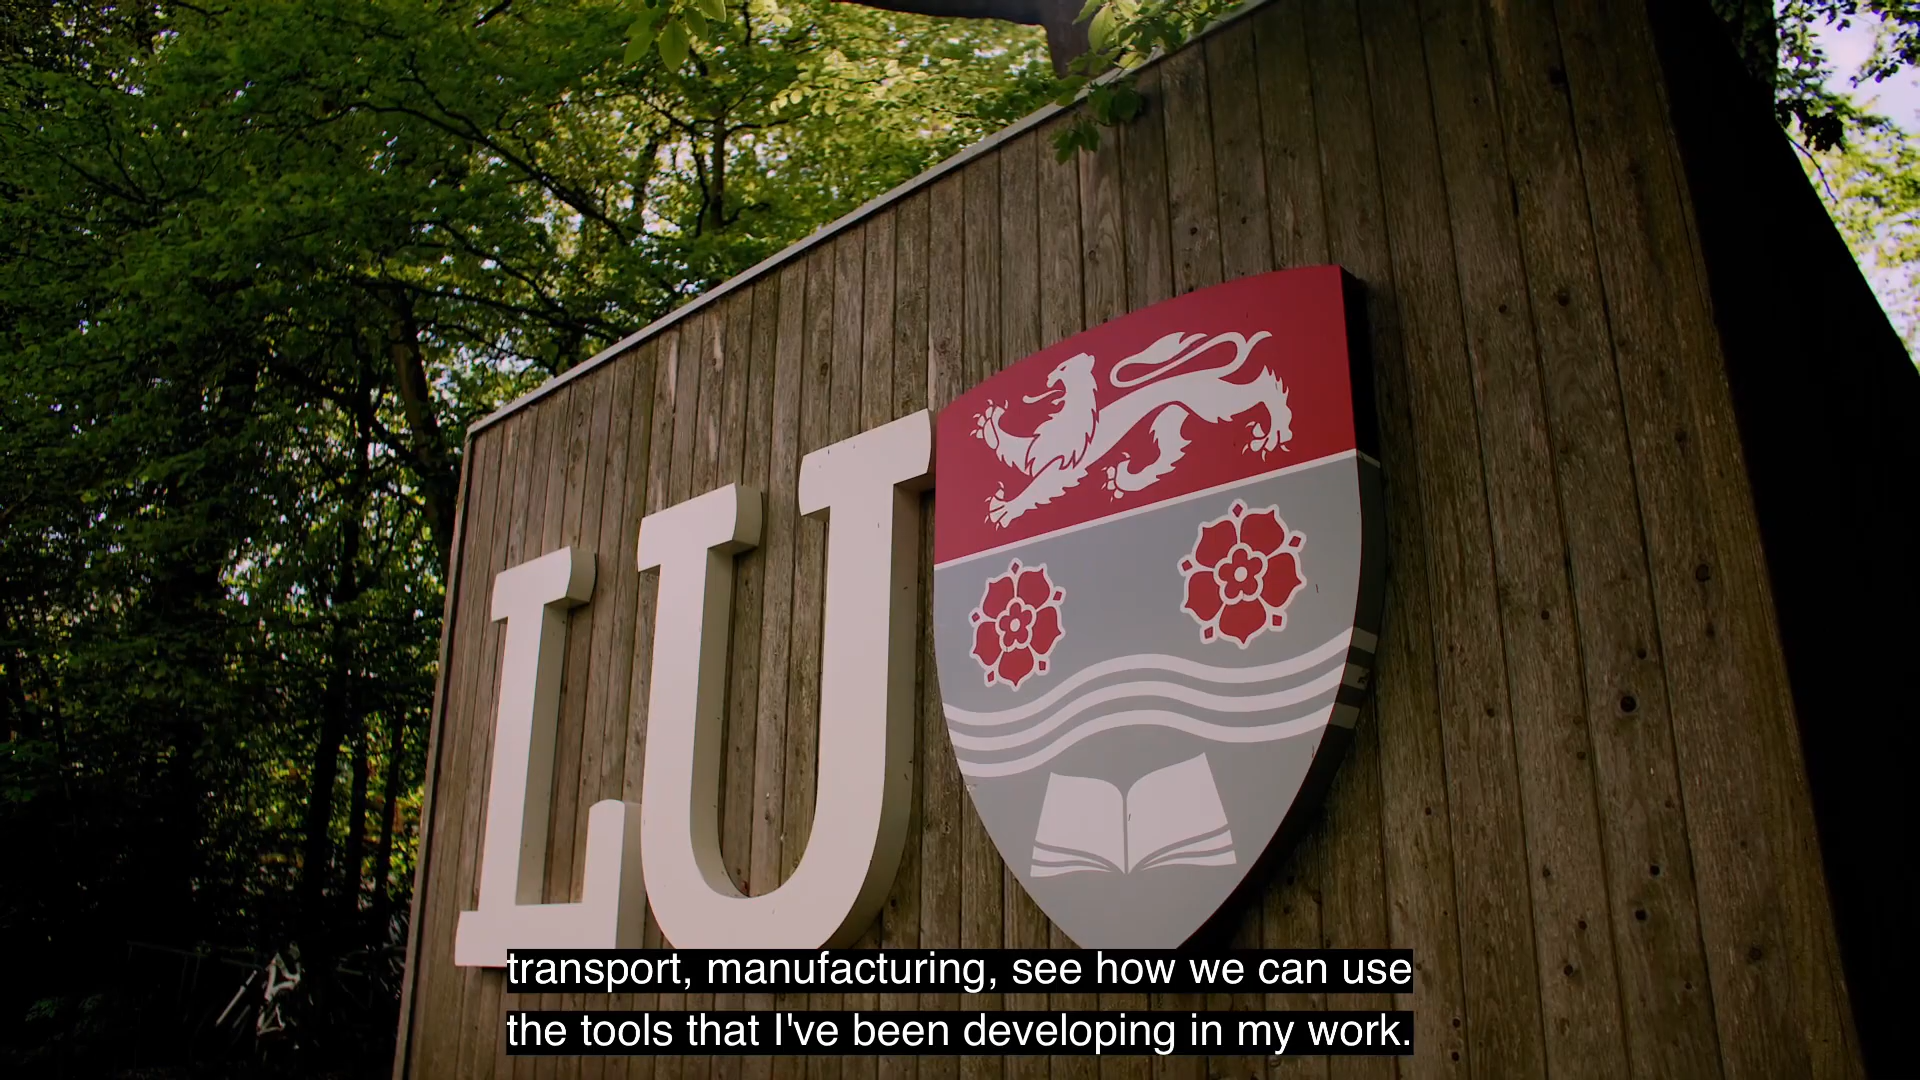 LU
transport, manufacturing, see how we can use
the tools that I've been developing in my work.